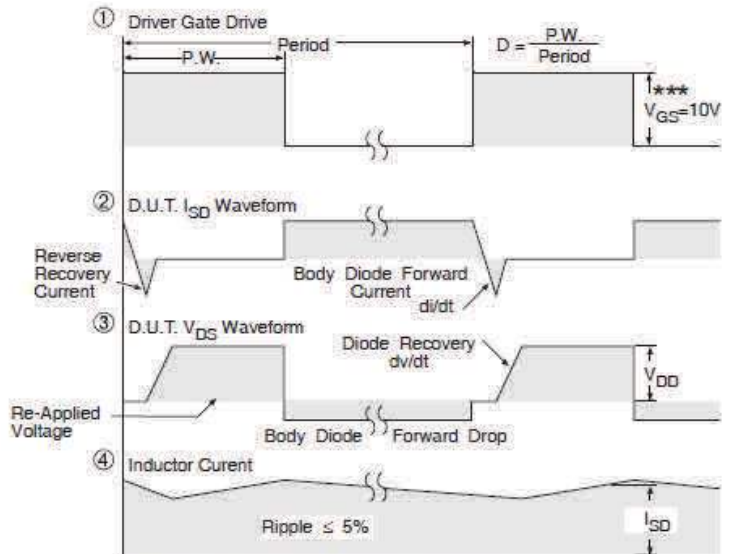 ① Driver Gate Drive
Period
P.W.
D = P.W.
Period
***
VGS=10V
② D.U.T. ISD Waveform
Reverse
Recovery
Current
Body Diode Forward
Current
di/dt
③ D.U.T. VDS Waveform
Diode Recovery
dv/dt
VDD
Re-Applied
Voltage
Body Diode
Forward Drop
④ Inductor Curent
Ripple ≤ 5%
ISD